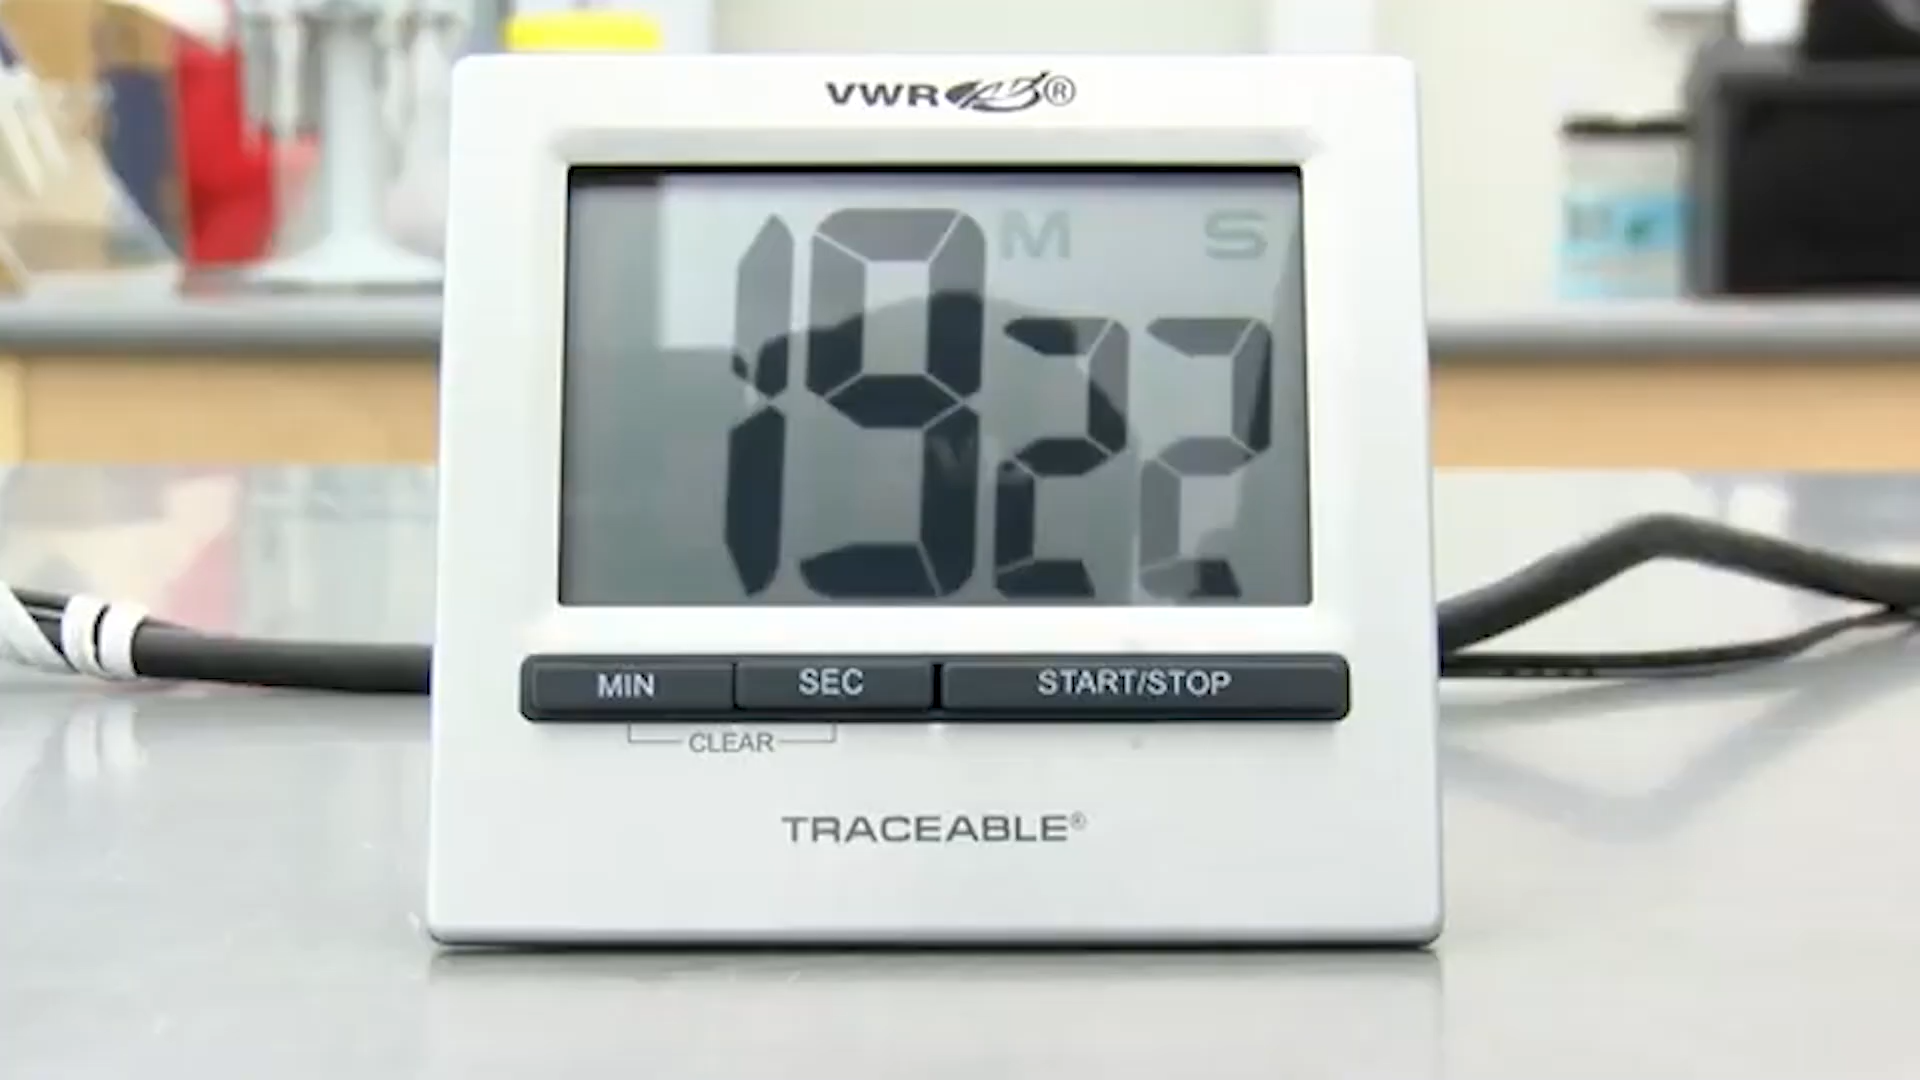 VWR®
M S
19 22
MIN SEC START/STOP
CLEAR
TRACEABLE®